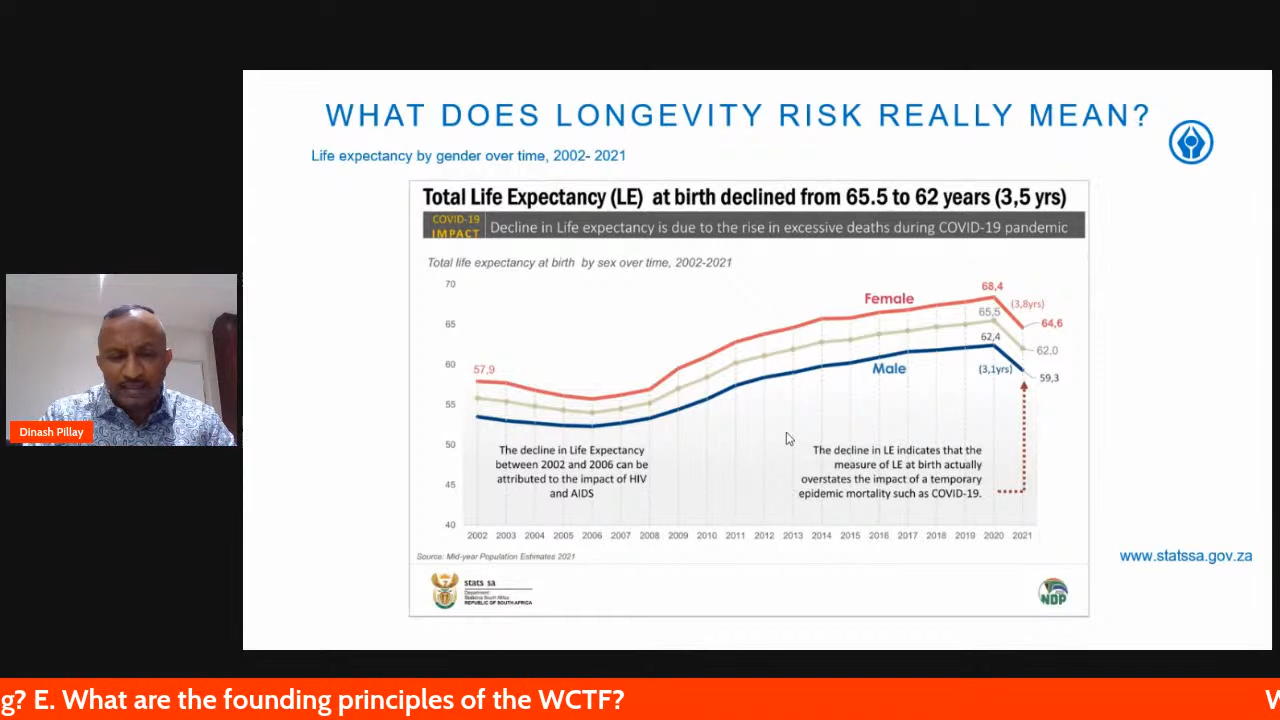 WHAT DOES LONGEVITY RISK REALLY MEAN?
Life expectancy by gender over time, 2002- 2021
Total Life Expectancy (LE) at birth declined from 65.5 to 62 years (3,5 yrs)
COVID-19
IMPACT
Decline in Life expectancy is due to the rise in excessive deaths during COVID-19 pandemic
Total life expectancy at birth by sex over time, 2002-2021
70
65
60
55
50
45
40
57,9
Female
68,4
(3,8yrs)
65,5
64,6
62,4
62,0
Male
(3,1yrs)
59,3
The decline in Life Expectancy
between 2002 and 2006 can be
attributed to the impact of HIV
and AIDS
The decline in LE indicates that the
measure of LE at birth actually
overstates the impact of a temporary
epidemic mortality such as COVID-19.
2002 2003 2004 2005 2006 2007 2008 2009 2010 2011 2012 2013 2014 2015 2016 2017 2018 2019 2020 2021
Source: Mid-year Population Estimates 2021
www.statssa.gov.za
stats sa
Department:
Statistics South Africa
REPUBLIC OF SOUTH AFRICA
NDP
Dinash Pillay
g? E. What are the founding principles of the WCTF?
W